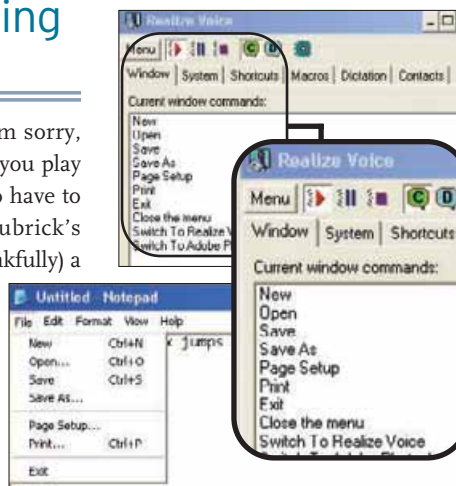 ing
m sorry,
you play
o have to
ubrick's
nkfully) a
Realize Voice
Menu
Window System Shortcuts Macros Dictation Contacts
Current window commands:
New
Open
Save
Save As
Page Setup
Print
Exit
Close the menu
Switch To Realize V
Switch To Adobe P
Realize Voice
Menu
Window System Shortcuts
Current window commands:
New
Open
Save
Save As
Page Setup
Print
Exit
Close the menu
Switch To Realize Voice
Untitled - Notepad
File Edit Format View Help
New Ctrl+N
x jumps
Open... Ctrl+O
Save Ctrl+S
Save As...
Page Setup...
Print... Ctrl+P
Exit